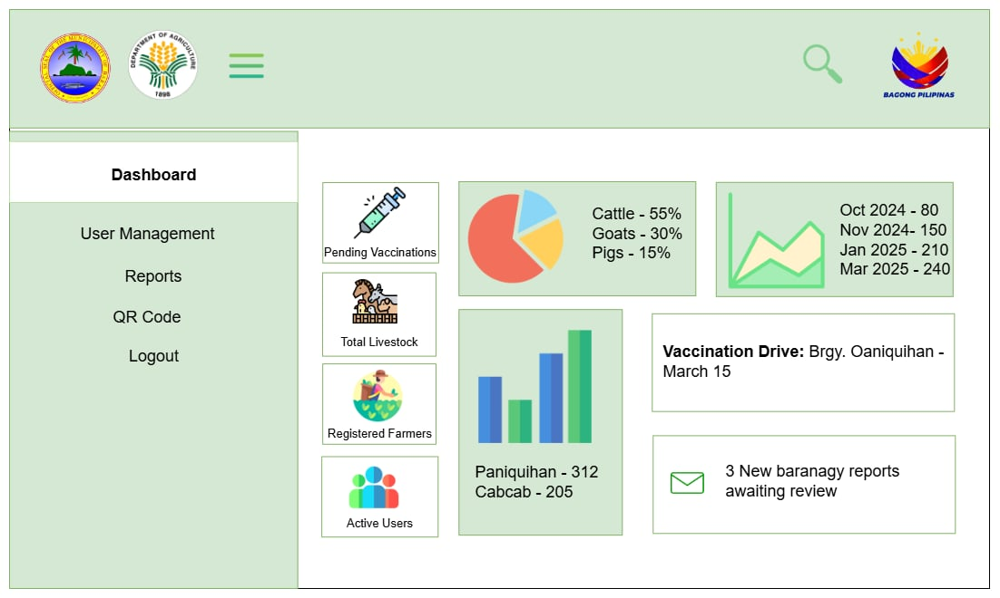 DEPARTMENT OF AGRICULTURE
1898
BAGONG PILIPINAS
Dashboard
User Management
Reports
QR Code
Logout
Pending Vaccinations
Total Livestock
Registered Farmers
Active Users
Cattle - 55%
Goats - 30%
Pigs - 15%
Oct 2024 - 80
Nov 2024- 150
Jan 2025 - 210
Mar 2025 - 240
Paniquihan - 312
Cabcab - 205
Vaccination Drive: Brgy. Oaniquihan -
March 15
3 New baranagy reports
awaiting review